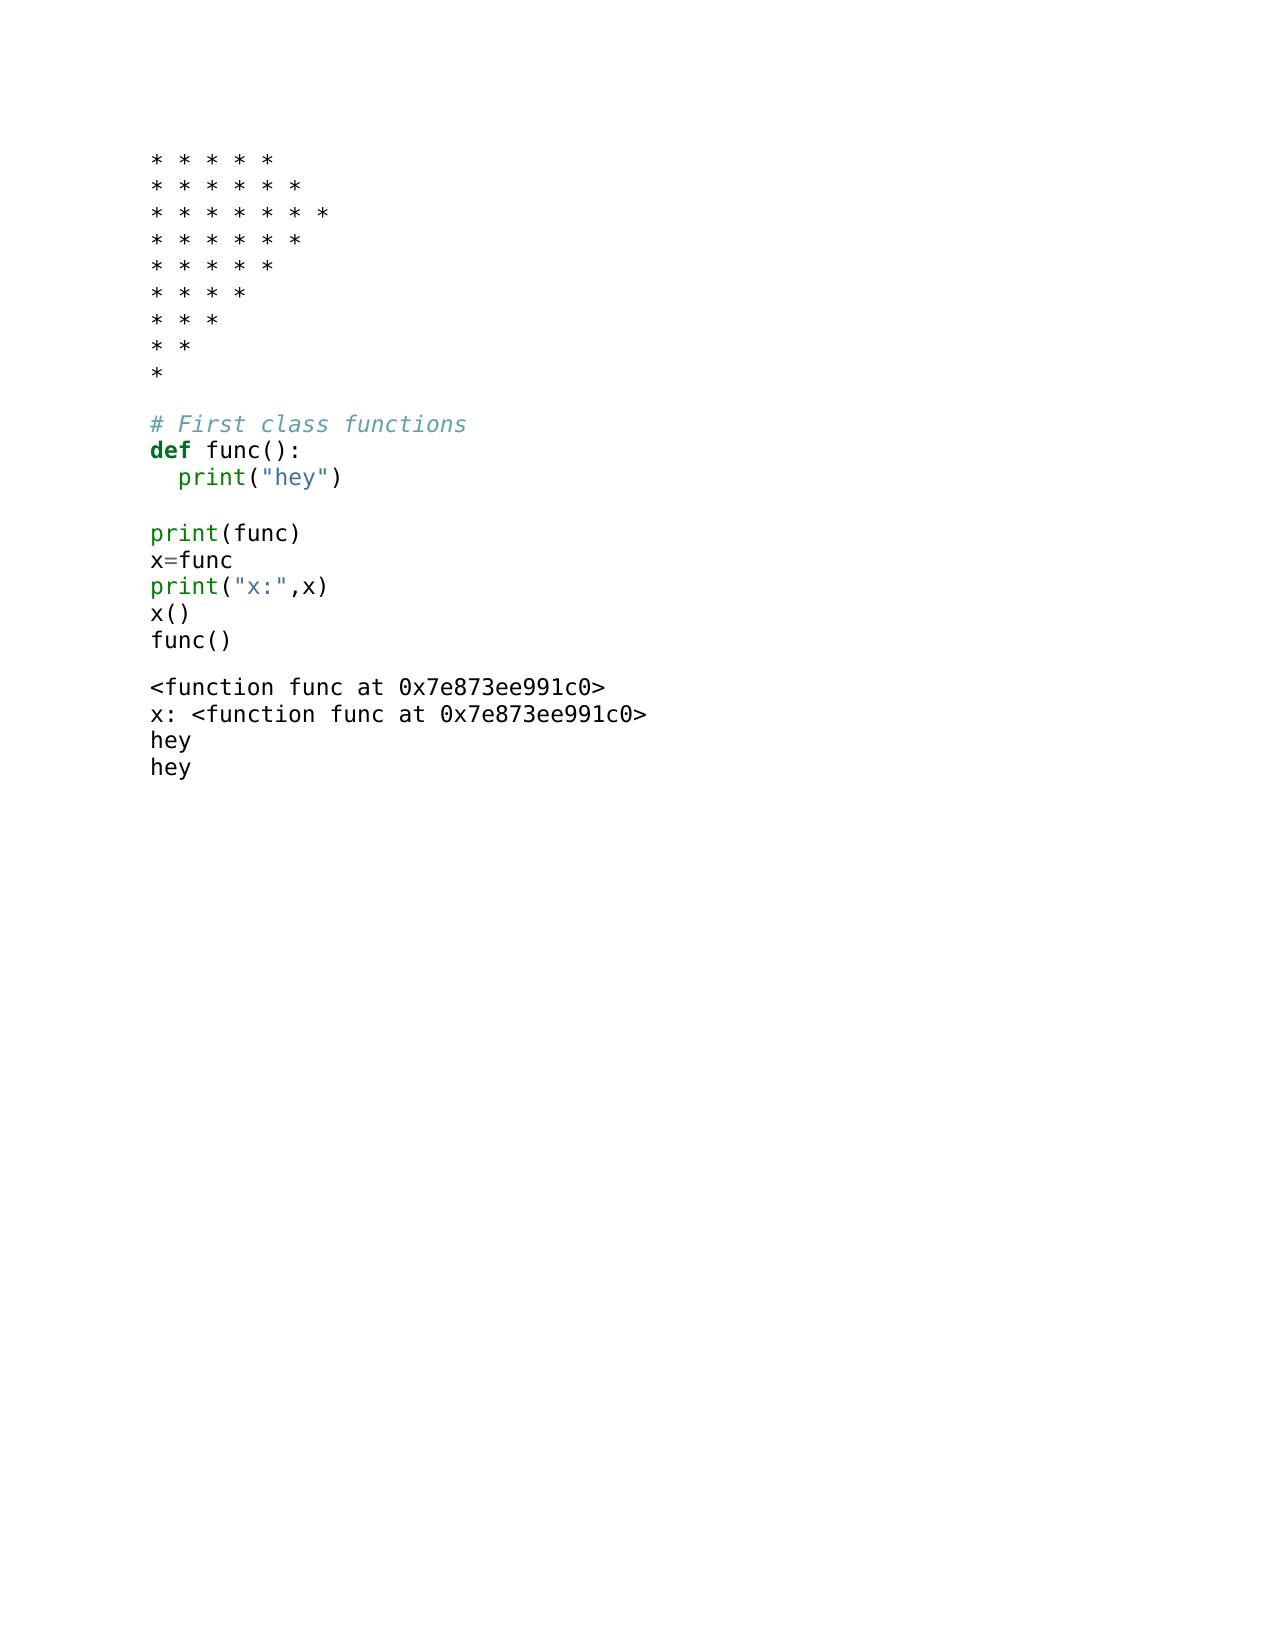 * * * * *
* * * * * *
* * * * * * *
* * * * * *
* * * * *
* * * *
* * *
* *
*
# First class functions
def func():
  print("hey")
print(func)
x=func
print("x:",x)
x()
func()
<function func at 0x7e873ee991c0>
x: <function func at 0x7e873ee991c0>
hey
hey